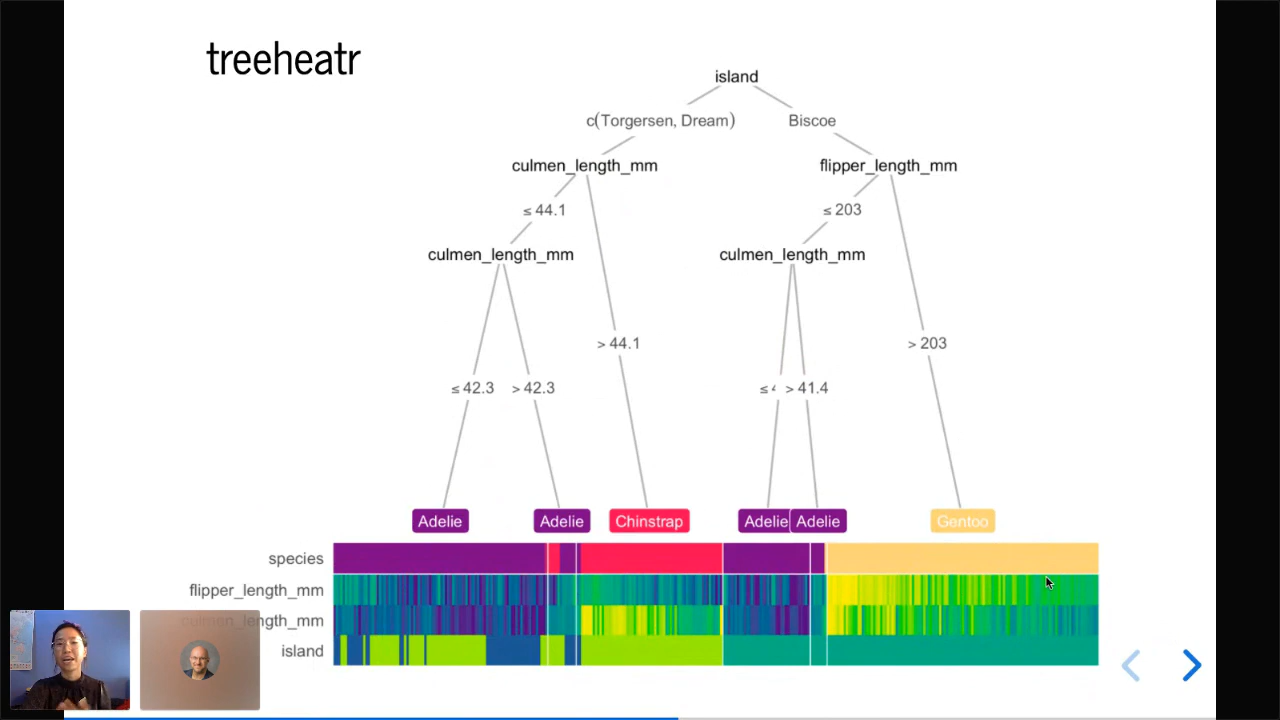 treeheatr
island
c(Torgersen, Dream)
Biscoe
culmen_length_mm
flipper_length_mm
≤ 44.1
≤ 203
culmen_length_mm
culmen_length_mm
> 44.1
> 203
≤ 42.3
> 42.3
≤ 4
> 41.4
Adelie
Adelie
Chinstrap
Adelie
Adelie
Gentoo
species
flipper_length_mm
culmen_length_mm
island